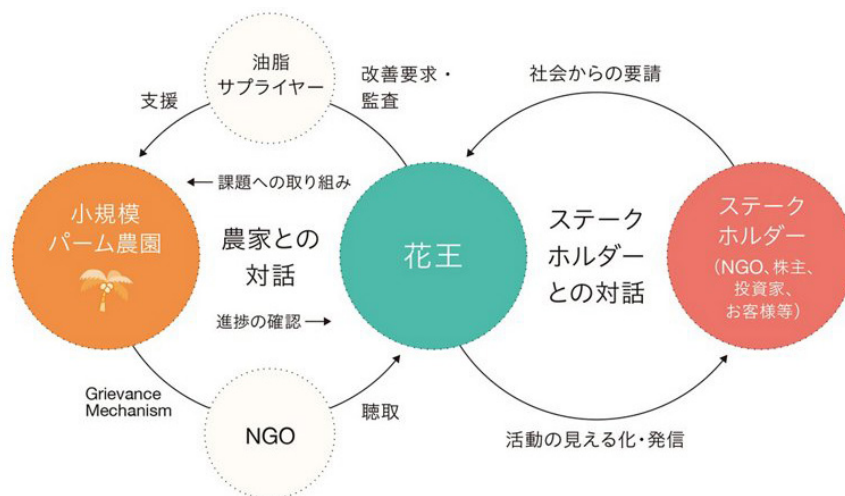 油脂
サプライヤー
支援
改善要求・
監査
社会からの要請
小規模
パーム農園
← 課題への取り組み
農家との
対話
進捗の確認 →
花王
ステーク
ホルダー
との対話
ステーク
ホルダー
（NGO、株主、
投資家、
お客様等）
Grievance
Mechanism
NGO
聴取
活動の見える化・発信